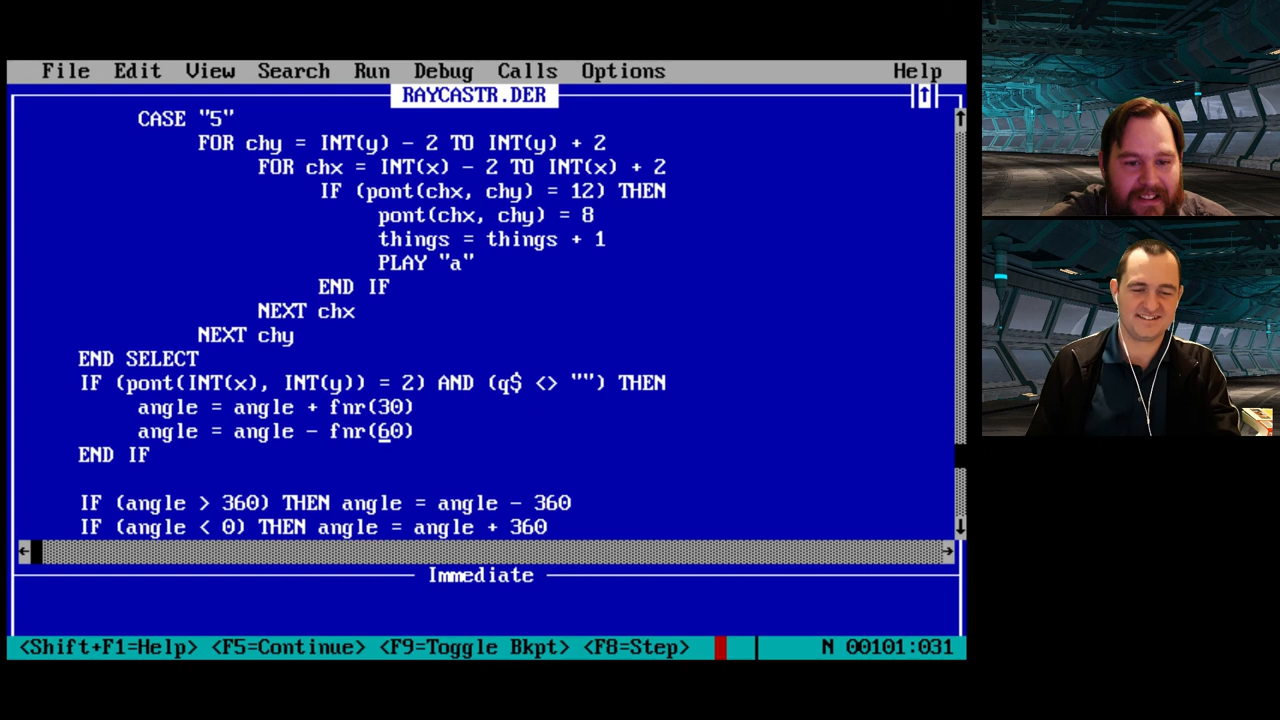 File Edit View Search Run Debug Calls Options Help
RAYCASTR.DER
CASE "5"
FOR chy = INT(y) - 2 TO INT(y) + 2
FOR chx = INT(x) - 2 TO INT(x) + 2
IF (pont(chx, chy) = 12) THEN
pont(chx, chy) = 8
things = things + 1
PLAY "a"
END IF
NEXT chx
NEXT chy
END SELECT
IF (pont(INT(x), INT(y)) = 2) AND (q$ <> "") THEN
angle = angle + fnr(30)
angle = angle - fnr(60)
END IF
IF (angle > 360) THEN angle = angle - 360
IF (angle < 0) THEN angle = angle + 360
Immediate
<Shift+F1=Help> <F5=Continue> <F9=Toggle Bkpt> <F8=Step> N 00101:031